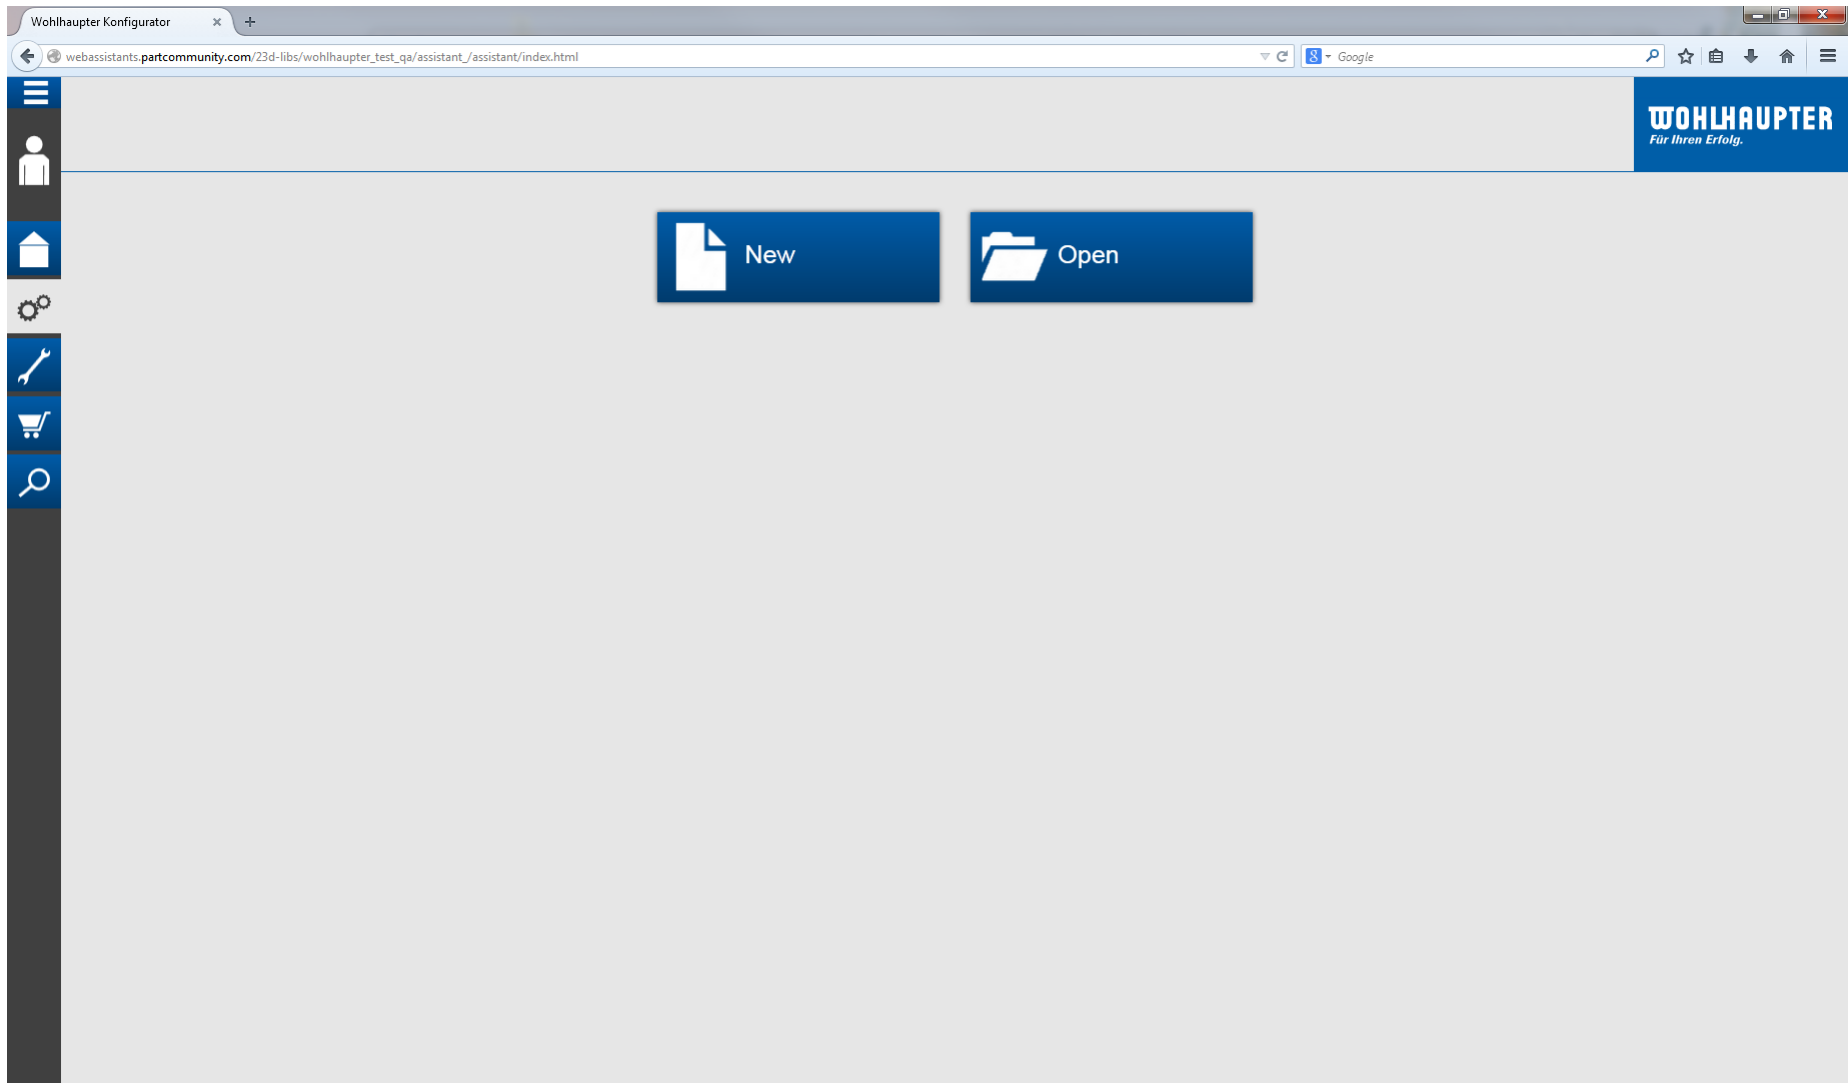 Wohlhaupter Konfigurator
webassistants.partcommunity.com/23d-libs/wohlhaupter_test_qa/assistant_/assistant/index.html
8
Google
WOHLHAUPTER
Für Ihren Erfolg.
New
Open